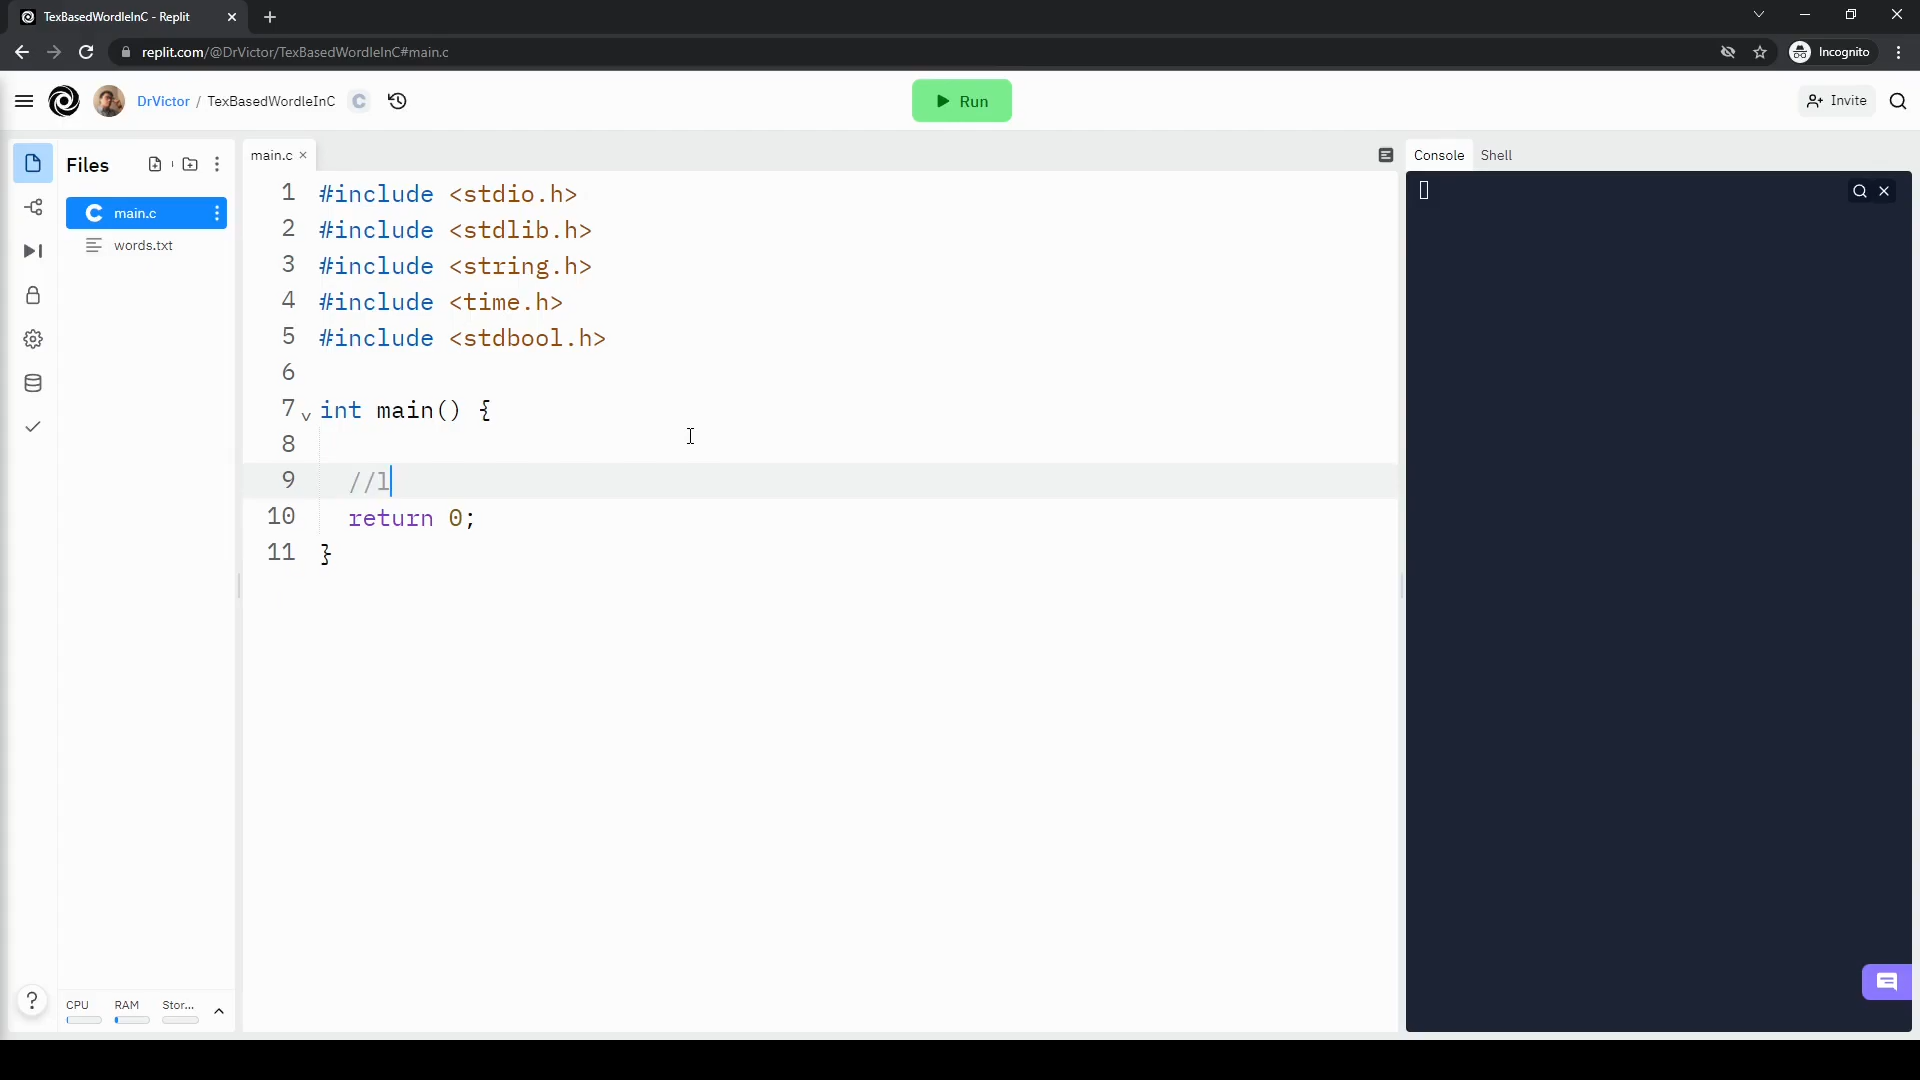 TexBasedWordleInC - Replit
replit.com/@DrVictor/TexBasedWordleInC#main.c
Incognito
DrVictor / TexBasedWordleInC C
Run
Invite
Files
main.c
words.txt
main.c
Console Shell
1 #include <stdio.h>
2 #include <stdlib.h>
3 #include <string.h>
4 #include <time.h>
5 #include <stdbool.h>
6
7 int main() {
8
9 //l
10 return 0;
11 }
? CPU RAM Stor...